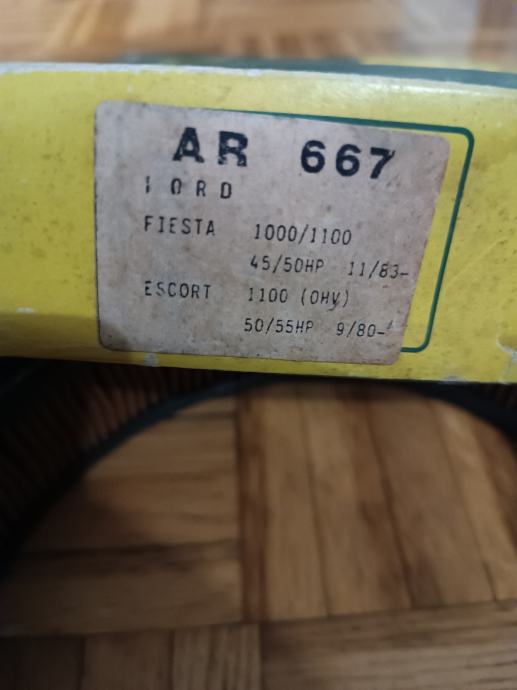 AR 667
FORD
FIESTA 1000/1100
45/50HP 11/83-
ESCORT 1100 (OHV)
50/55HP 9/80-